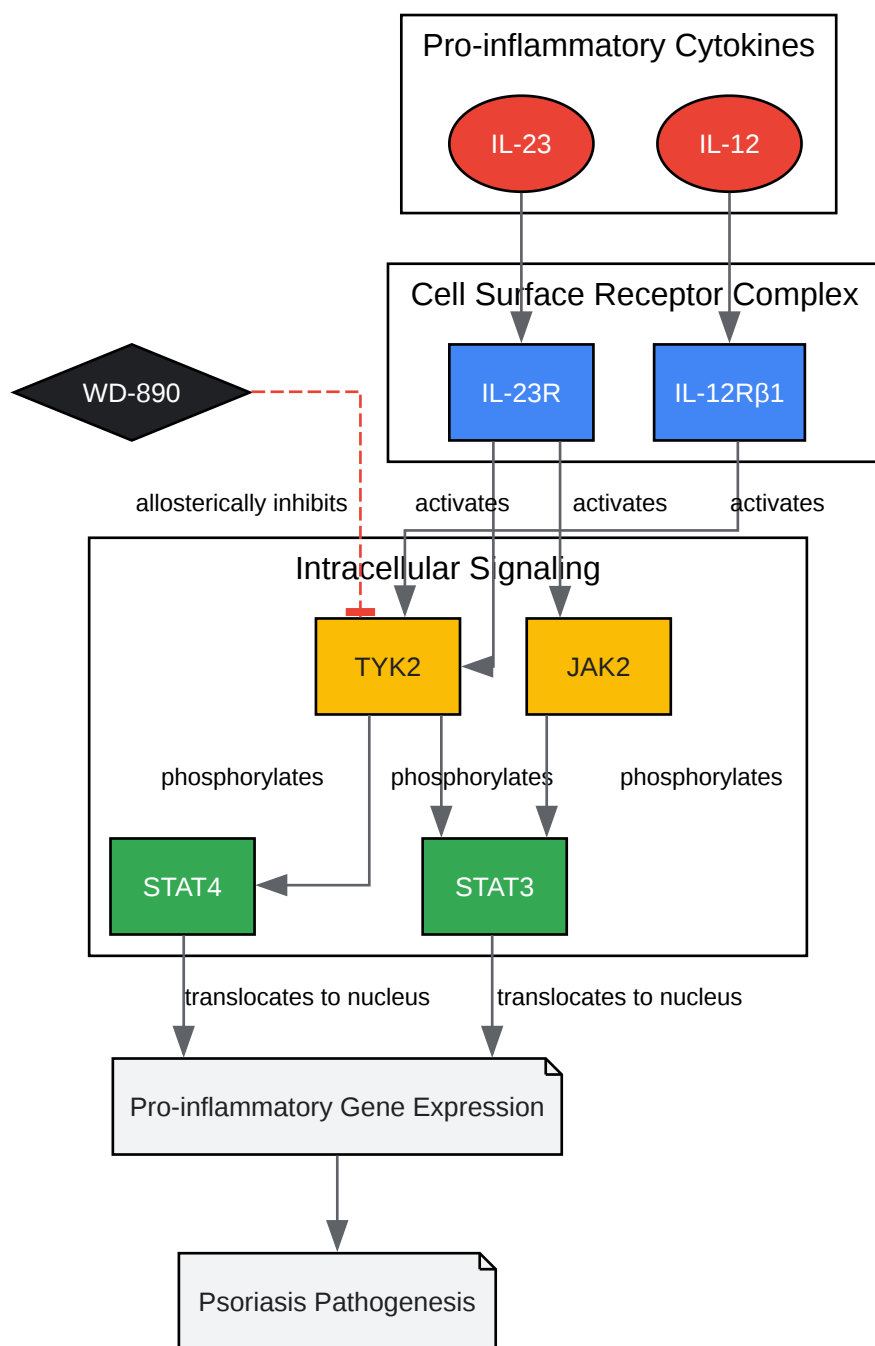 Pro-inflammatory Cytokines
IL-23
IL-12
Cell Surface Receptor Complex
WD-890
IL-23R
IL-12Rβ1
allosterically inhibits
activates
activates
activates
Intracellular Signaling
TYK2
JAK2
phosphorylates
phosphorylates
phosphorylates
STAT4
STAT3
translocates to nucleus
translocates to nucleus
Pro-inflammatory Gene Expression
Psoriasis Pathogenesis